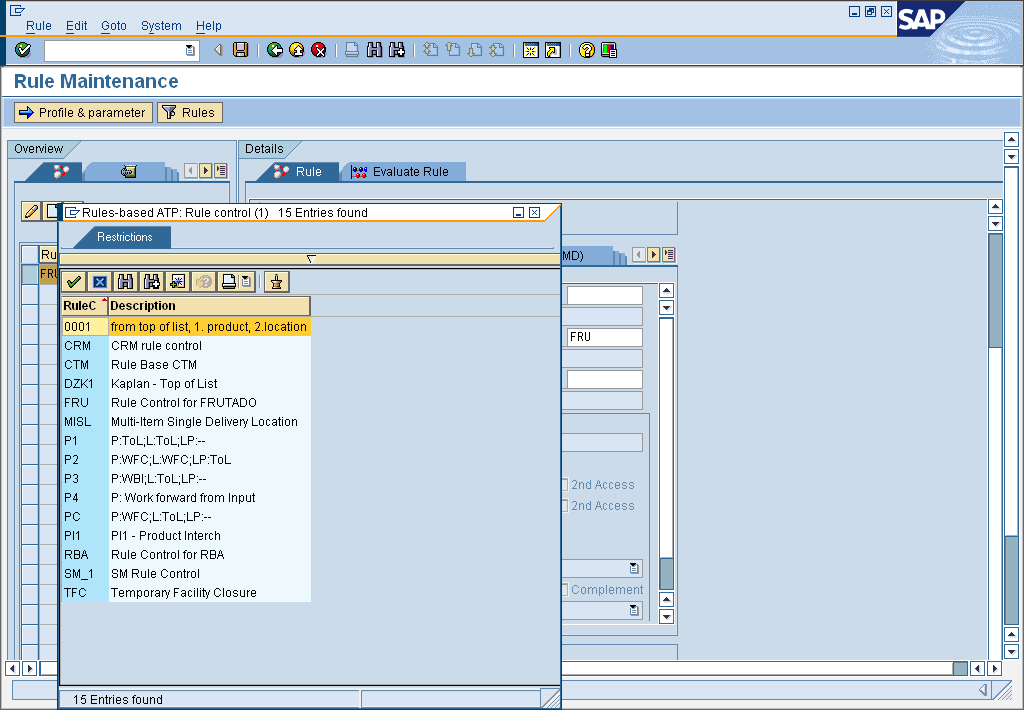 Rule Edit Goto System Help
SAP
Rule Maintenance
Profile & parameter Rules
Overview
Details
Rule Evaluate Rule
Rules-based ATP: Rule control (1) 15 Entries found
Restrictions
Ru
MD)
FRU
RuleC Description
0001 from top of list, 1. product, 2.location
CRM CRM rule control
FRU
CTM Rule Base CTM
DZK1 Kaplan - Top of List
FRU Rule Control for FRUTADO
MISL Multi-Item Single Delivery Location
P1 P:ToL;L:ToL;LP:--
P2 P:WFC;L:WFC;LP:ToL
P3 P:WBI;L:ToL;LP:--
2nd Access
P4 P: Work forward from Input
2nd Access
PC P:WFC;L:ToL;LP:--
PI1 PI1 - Product Interch
RBA Rule Control for RBA
SM_1 SM Rule Control
TFC Temporary Facility Closure
Complement
15 Entries found